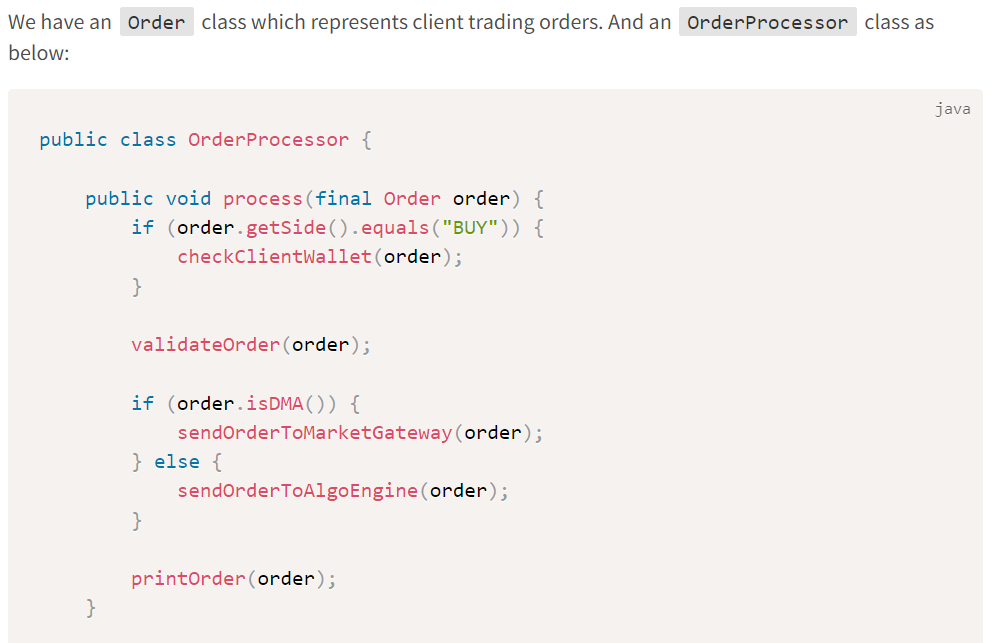 We have an Order class which represents client trading orders. And an OrderProcessor class as
below:
java
public class OrderProcessor {
    public void process(final Order order) {
        if (order.getSide().equals("BUY")) {
            checkClientWallet(order);
        }
        validateOrder(order);
        if (order.isDMA()) {
            sendOrderToMarketGateway(order);
        } else {
            sendOrderToAlgoEngine(order);
        }
        printOrder(order);
    }